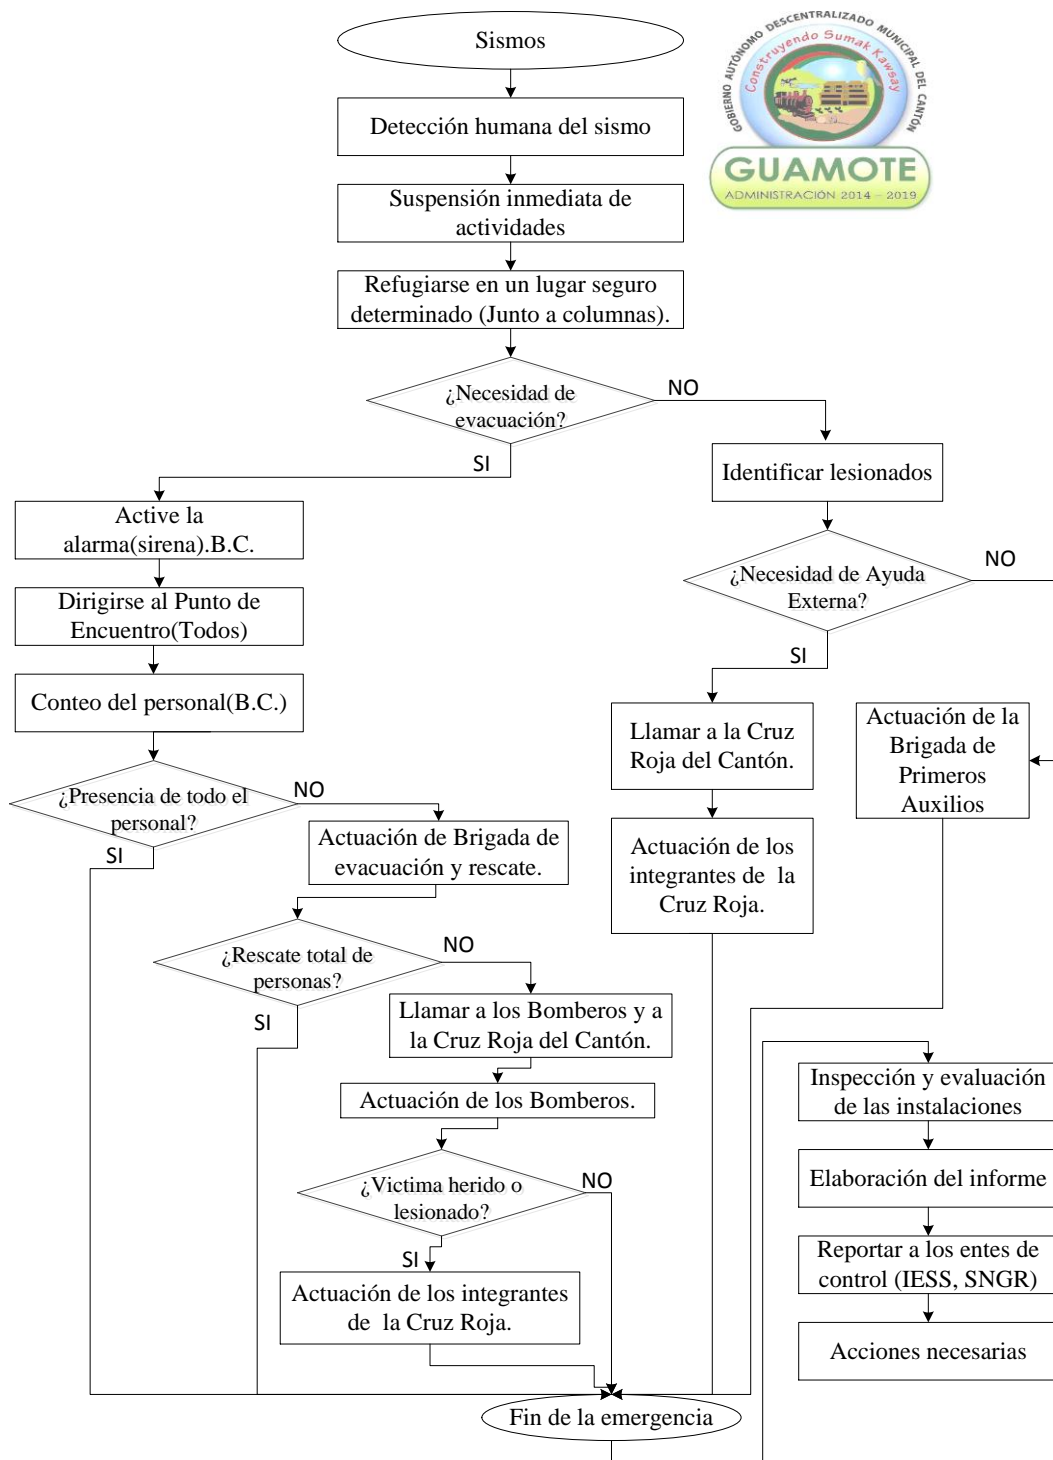 Sismos
GOBIERNO AUTÓNOMO DESCENTRALIZADO MUNICIPAL DEL CANTÓN
Construyendo Sumak Kawsay
GUAMOTE
ADMINISTRACIÓN 2014 - 2019
Detección humana del sismo
Suspensión inmediata de
actividades
Refugiarse en un lugar seguro
determinado (Junto a columnas).
¿Necesidad de
evacuación?
NO
SI
Identificar lesionados
Active la
alarma(sirena).B.C.
¿Necesidad de Ayuda
Externa?
NO
SI
Dirigirse al Punto de
Encuentro(Todos)
Conteo del personal(B.C.)
Llamar a la Cruz
Roja del Cantón.
Actuación de la
Brigada de
Primeros
Auxilios
¿Presencia de todo el
personal?
NO
SI
Actuación de Brigada de
evacuación y rescate.
Actuación de los
integrantes de  la
Cruz Roja.
¿Rescate total de
personas?
NO
SI
Llamar a los Bomberos y a
la Cruz Roja del Cantón.
Actuación de los Bomberos.
Inspección y evaluación
de las instalaciones
¿Victima herido o
lesionado?
NO
SI
Elaboración del informe
Actuación de los integrantes
de  la Cruz Roja.
Reportar a los entes de
control (IESS, SNGR)
Acciones necesarias
Fin de la emergencia